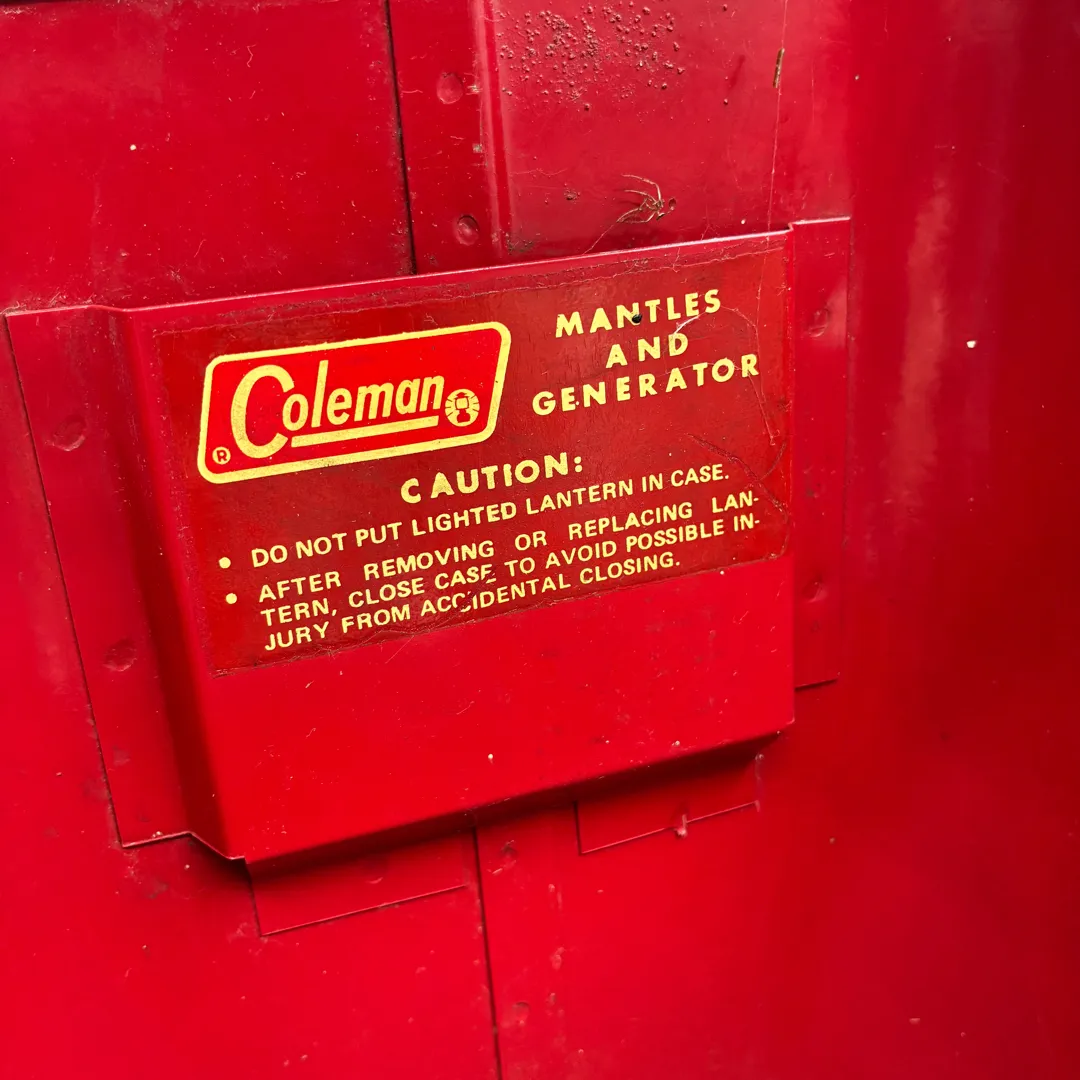 Coleman
®
MANTLES
AND
GENERATOR
CAUTION:
• DO NOT PUT LIGHTED LANTERN IN CASE.
• AFTER REMOVING OR REPLACING LAN-
TERN, CLOSE CASE TO AVOID POSSIBLE IN-
JURY FROM ACCIDENTAL CLOSING.